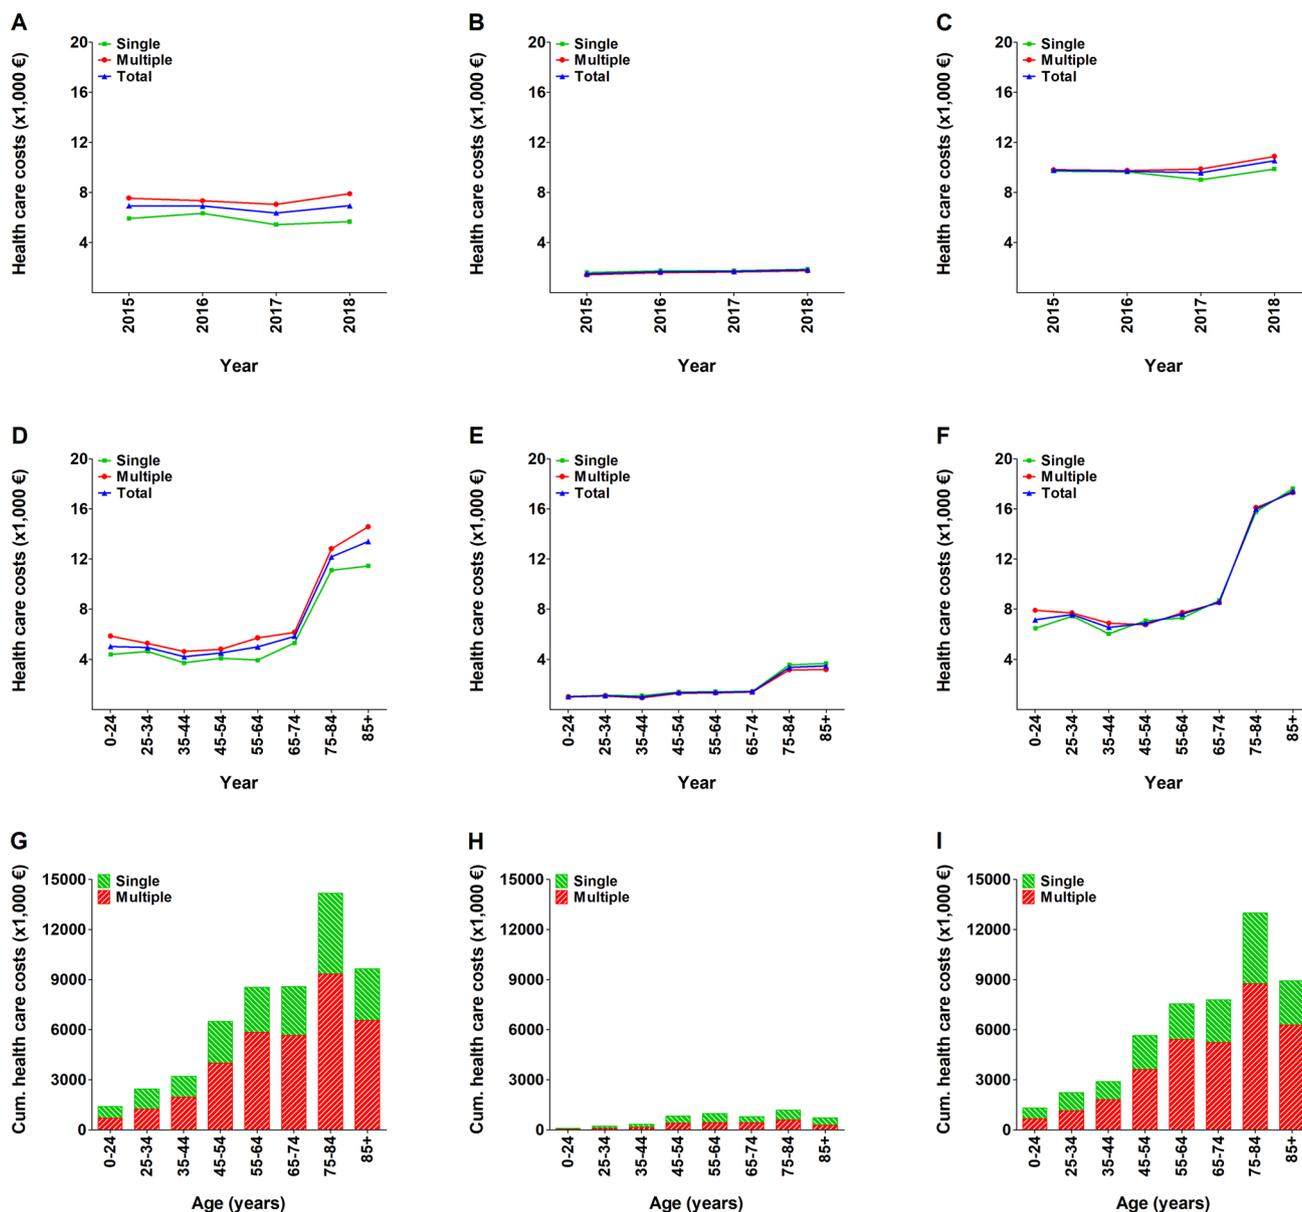 A
Health care costs (x1,000 €)
20
16
12
8
4
Single
Multiple
Total
2015
2016
2017
2018
Year
B
Health care costs (x1,000 €)
20
16
12
8
4
Single
Multiple
Total
2015
2016
2017
2018
Year
C
Health care costs (x1,000 €)
20
16
12
8
4
Single
Multiple
Total
2015
2016
2017
2018
Year
D
Health care costs (x1,000 €)
20
16
12
8
4
Single
Multiple
Total
0-24
25-34
35-44
45-54
55-64
65-74
75-84
85+
Year
E
Health care costs (x1,000 €)
20
16
12
8
4
Single
Multiple
Total
0-24
25-34
35-44
45-54
55-64
65-74
75-84
85+
Year
F
Health care costs (x1,000 €)
20
16
12
8
4
Single
Multiple
Total
0-24
25-34
35-44
45-54
55-64
65-74
75-84
85+
Year
G
Cum. health care costs (x1,000 €)
15000
12000
9000
6000
3000
0
Single
Multiple
0-24
25-34
35-44
45-54
55-64
65-74
75-84
85+
Age (years)
H
Cum. health care costs (x1,000 €)
15000
12000
9000
6000
3000
0
Single
Multiple
0-24
25-34
35-44
45-54
55-64
65-74
75-84
85+
Age (years)
I
Cum. health care costs (x1,000 €)
15000
12000
9000
6000
3000
0
Single
Multiple
0-24
25-34
35-44
45-54
55-64
65-74
75-84
85+
Age (years)